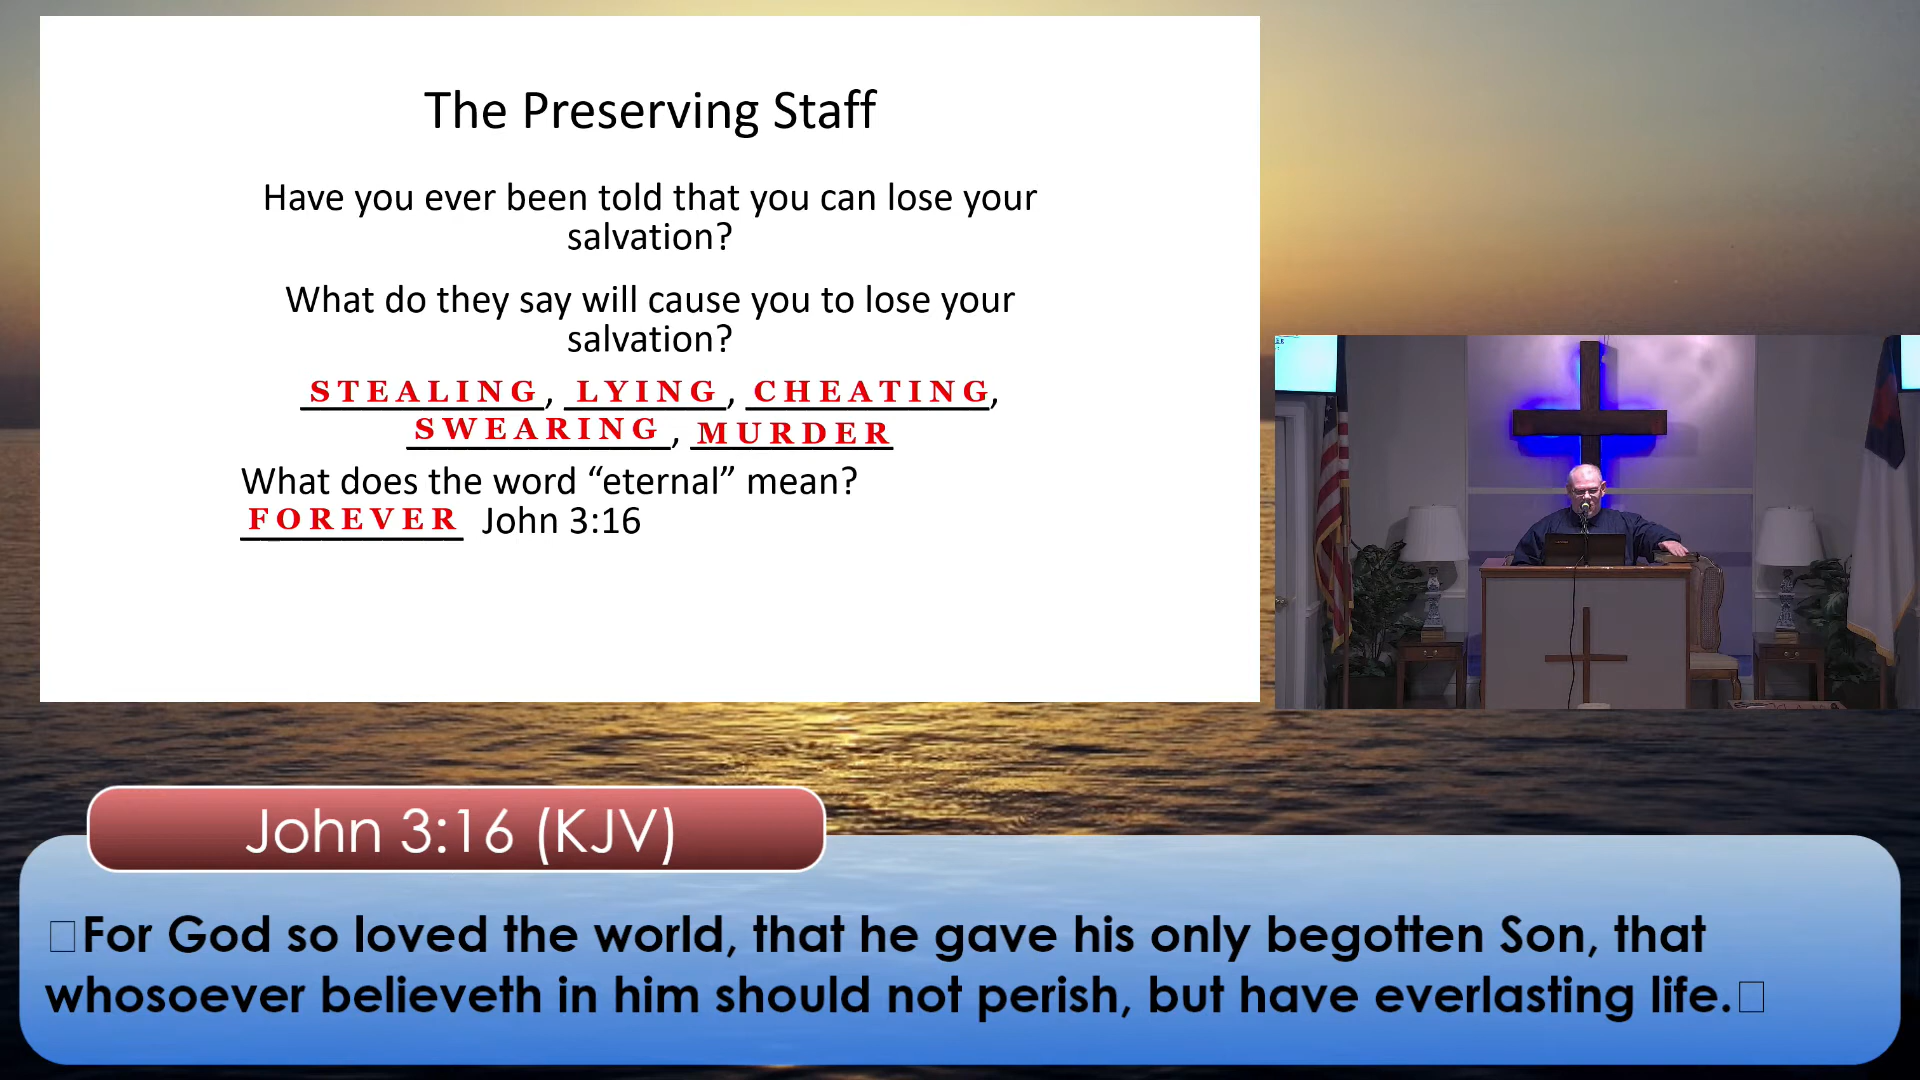 The Preserving Staff
Have you ever been told that you can lose your
salvation?
What do they say will cause you to lose your
salvation?
STEALING, LYING, CHEATING,
SWEARING, MURDER
What does the word “eternal” mean?
FOREVER John 3:16
John 3:16 (KJV)
For God so loved the world, that he gave his only begotten Son, that
whosoever believeth in him should not perish, but have everlasting life.